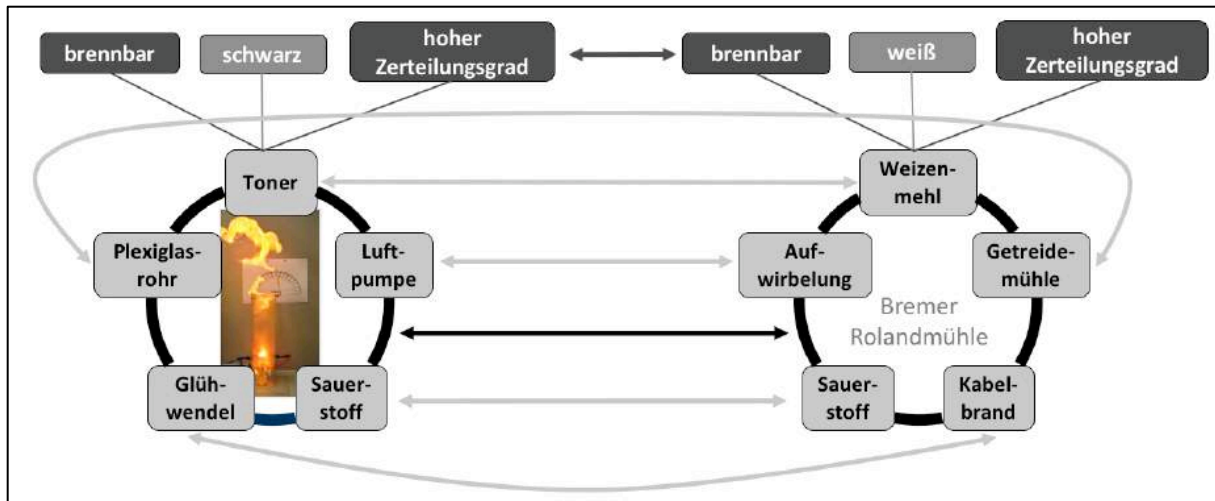 brennbar
schwarz
hoher
Zerteilungsgrad
brennbar
weiß
hoher
Zerteilungsgrad
Toner
Plexiglas-
rohr
Luft-
pumpe
Glüh-
wendel
Sauer-
stoff
Weizen-
mehl
Auf-
wirbelung
Getreide-
mühle
Bremer
Rolandmühle
Sauer-
stoff
Kabel-
brand